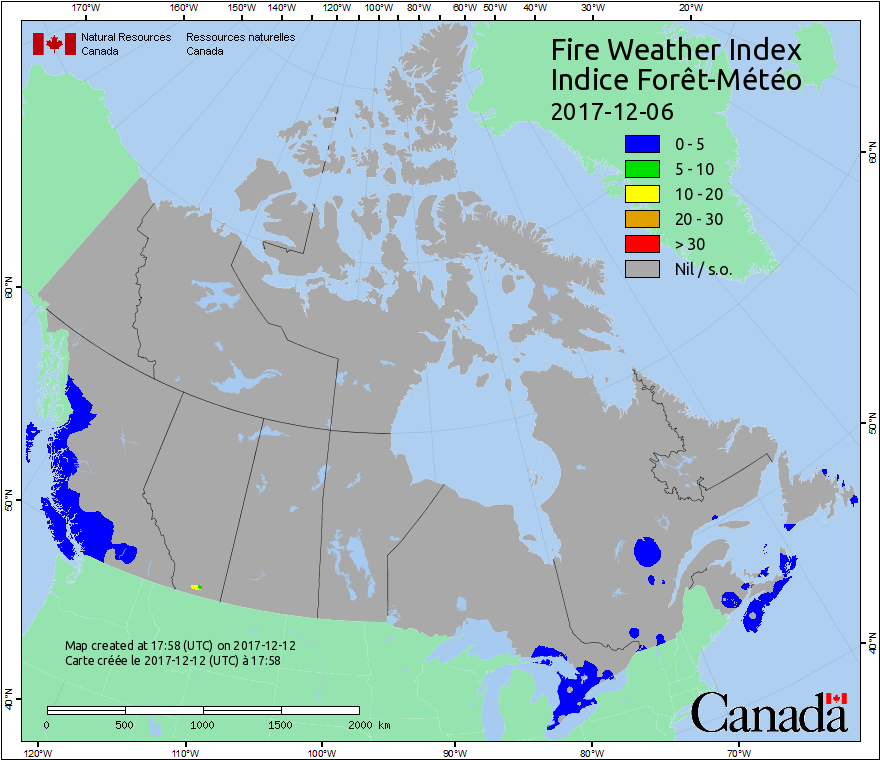 170°W 160°W 150°W 140°W 120°W 100°W 80°W 60°W 50°W 40°W 30°W 20°W
Natural Resources Ressources naturelles
Canada Canada
Fire Weather Index
Indice Forêt-Météo
2017-12-06
0 - 5
5 - 10
10 - 20
20 - 30
> 30
Nil / s.o.
60°N
60°N
50°N
50°N
40°N
40°N
Map created at 17:58 (UTC) on 2017-12-12
Carte créée le 2017-12-12 (UTC) à 17:58
0 500 1000 1500 2000 km
Canada
120°W 110°W 100°W 90°W 80°W 70°W